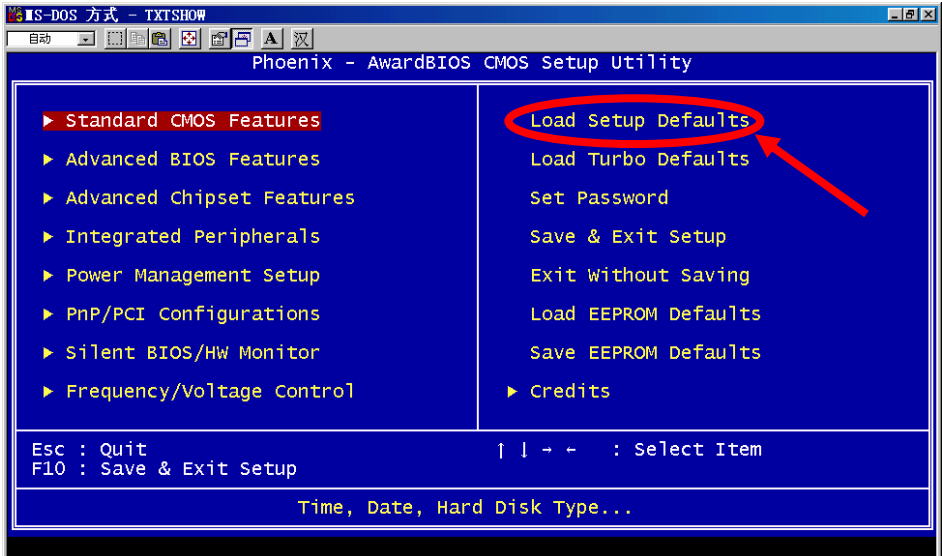 MS-DOS 方式 - TXTSHOW
自动
A 汉
Phoenix - AwardBIOS CMOS Setup Utility
▶ Standard CMOS Features
▶ Advanced BIOS Features
▶ Advanced Chipset Features
▶ Integrated Peripherals
▶ Power Management Setup
▶ PnP/PCI Configurations
▶ Silent BIOS/HW Monitor
▶ Frequency/Voltage Control
Load Setup Defaults
Load Turbo Defaults
Set Password
Save & Exit Setup
Exit Without Saving
Load EEPROM Defaults
Save EEPROM Defaults
▶ Credits
Esc : Quit
F10 : Save & Exit Setup
↑ ↓ → ← : Select Item
Time, Date, Hard Disk Type...